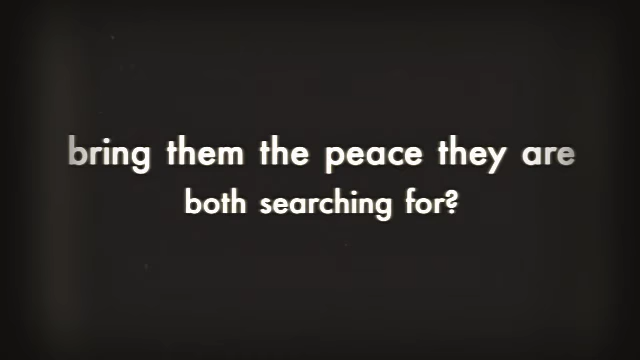 bring them the peace they are
both searching for?